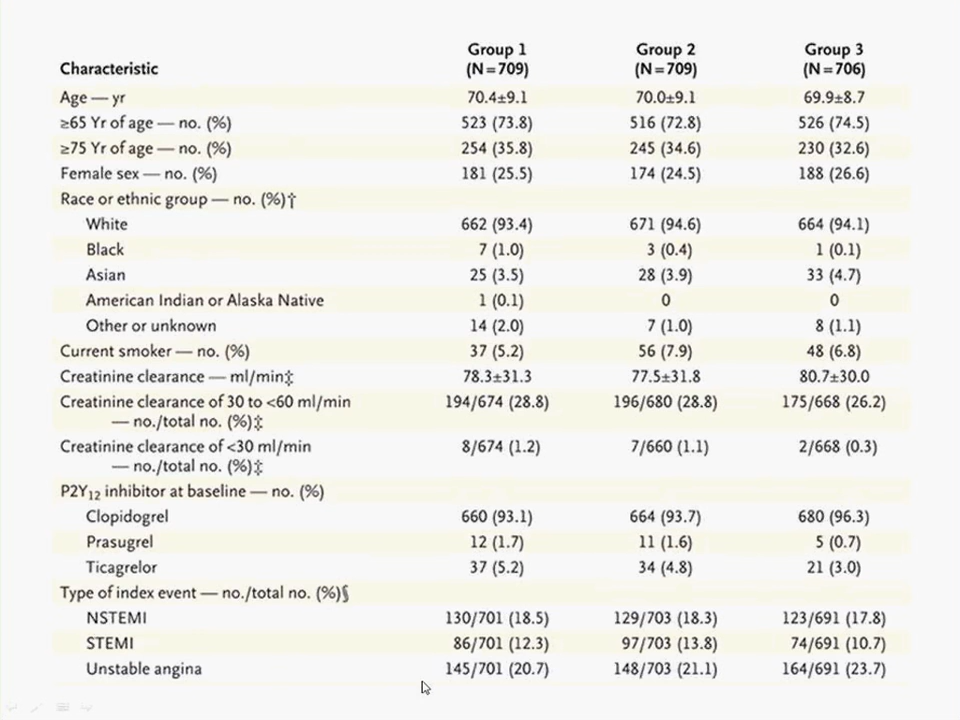 Characteristic Group 1 (N=709) Group 2 (N=709) Group 3 (N=706)
Age — yr 70.4±9.1 70.0±9.1 69.9±8.7
≥65 Yr of age — no. (%) 523 (73.8) 516 (72.8) 526 (74.5)
≥75 Yr of age — no. (%) 254 (35.8) 245 (34.6) 230 (32.6)
Female sex — no. (%) 181 (25.5) 174 (24.5) 188 (26.6)
Race or ethnic group — no. (%)†
White 662 (93.4) 671 (94.6) 664 (94.1)
Black 7 (1.0) 3 (0.4) 1 (0.1)
Asian 25 (3.5) 28 (3.9) 33 (4.7)
American Indian or Alaska Native 1 (0.1) 0 0
Other or unknown 14 (2.0) 7 (1.0) 8 (1.1)
Current smoker — no. (%) 37 (5.2) 56 (7.9) 48 (6.8)
Creatinine clearance — ml/min‡ 78.3±31.3 77.5±31.8 80.7±30.0
Creatinine clearance of 30 to <60 ml/min 194/674 (28.8) 196/680 (28.8) 175/668 (26.2)
— no./total no. (%)‡
Creatinine clearance of <30 ml/min 8/674 (1.2) 7/660 (1.1) 2/668 (0.3)
— no./total no. (%)‡
P2Y12 inhibitor at baseline — no. (%)
Clopidogrel 660 (93.1) 664 (93.7) 680 (96.3)
Prasugrel 12 (1.7) 11 (1.6) 5 (0.7)
Ticagrelor 37 (5.2) 34 (4.8) 21 (3.0)
Type of index event — no./total no. (%)§
NSTEMI 130/701 (18.5) 129/703 (18.3) 123/691 (17.8)
STEMI 86/701 (12.3) 97/703 (13.8) 74/691 (10.7)
Unstable angina 145/701 (20.7) 148/703 (21.1) 164/691 (23.7)